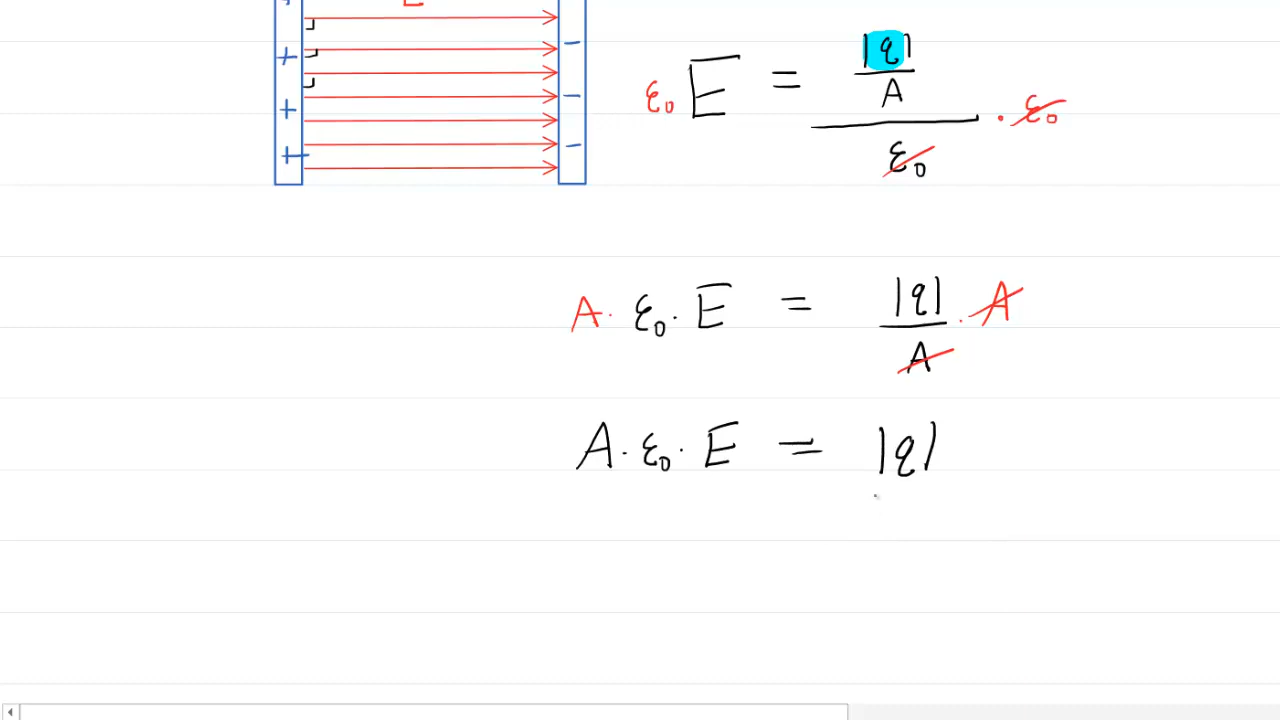 ε₀ E = |q|/A / ε₀ · ε₀
A · ε₀ · E = |q|/A · A
A · ε₀ · E = |q|